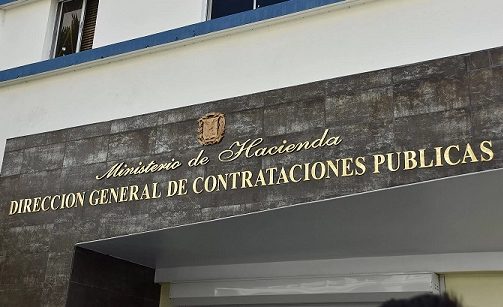 Ministerio de Hacienda
DIRECCION GENERAL DE CONTRATACIONES PUBLICAS